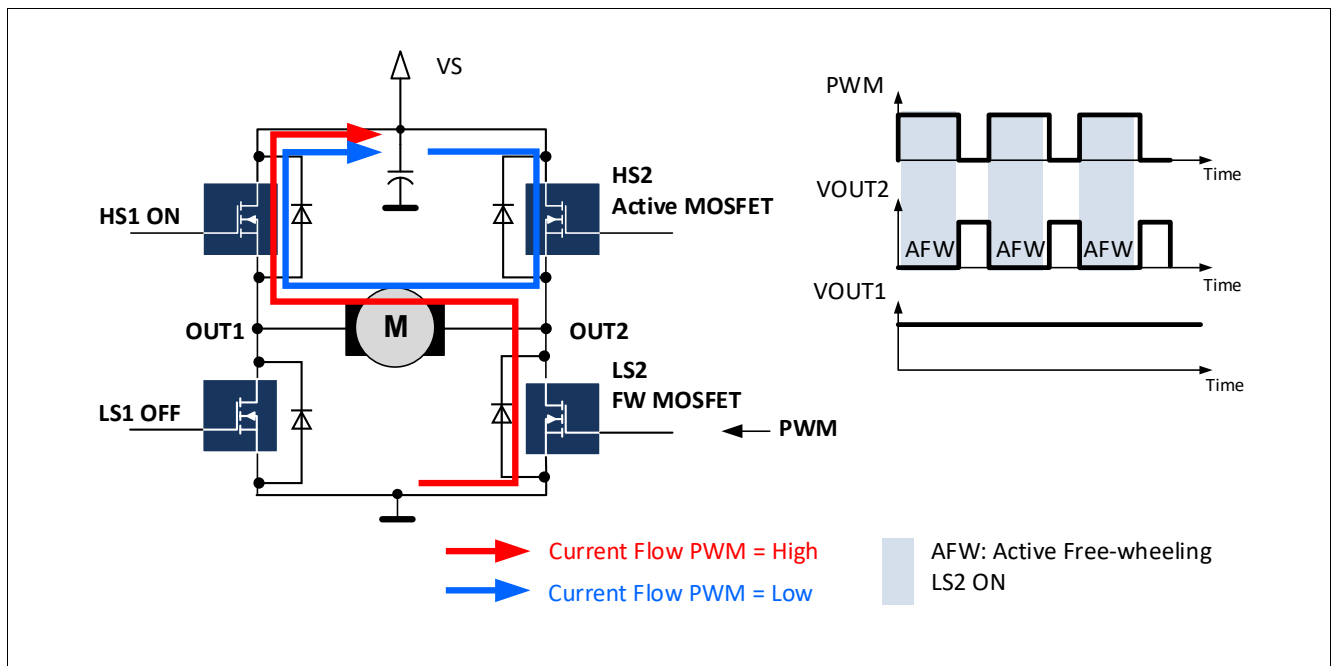 VS
HS1 ON
HS2
Active MOSFET
OUT1
M
OUT2
LS1 OFF
LS2
FW MOSFET
PWM
Current Flow PWM = High
Current Flow PWM = Low
PWM
Time
VOUT2
AFW
AFW
AFW
Time
VOUT1
Time
AFW: Active Free-wheeling
LS2 ON